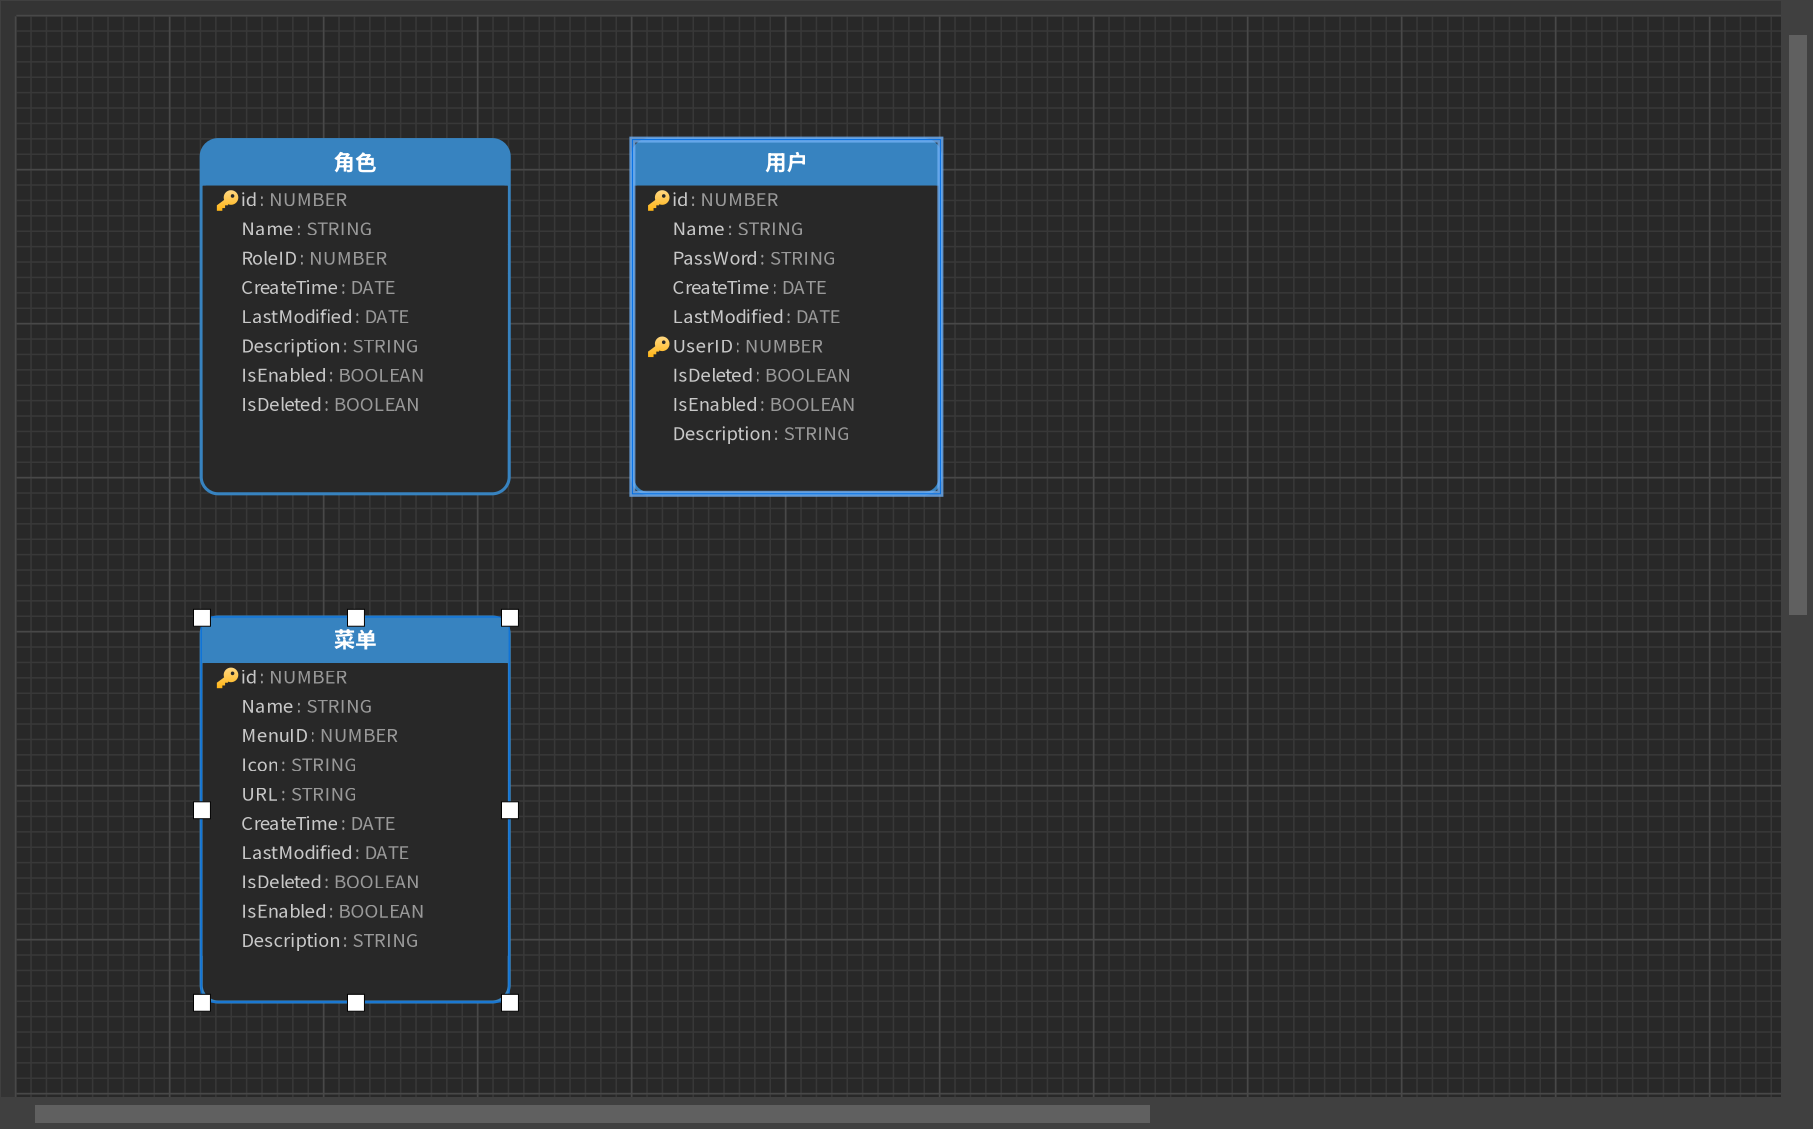 角色
id: NUMBER
Name: STRING
RoleID: NUMBER
CreateTime: DATE
LastModified: DATE
Description: STRING
IsEnabled: BOOLEAN
IsDeleted: BOOLEAN
用户
id: NUMBER
Name: STRING
PassWord: STRING
CreateTime: DATE
LastModified: DATE
UserID: NUMBER
IsDeleted: BOOLEAN
IsEnabled: BOOLEAN
Description: STRING
菜单
id: NUMBER
Name: STRING
MenuID: NUMBER
Icon: STRING
URL: STRING
CreateTime: DATE
LastModified: DATE
IsDeleted: BOOLEAN
IsEnabled: BOOLEAN
Description: STRING